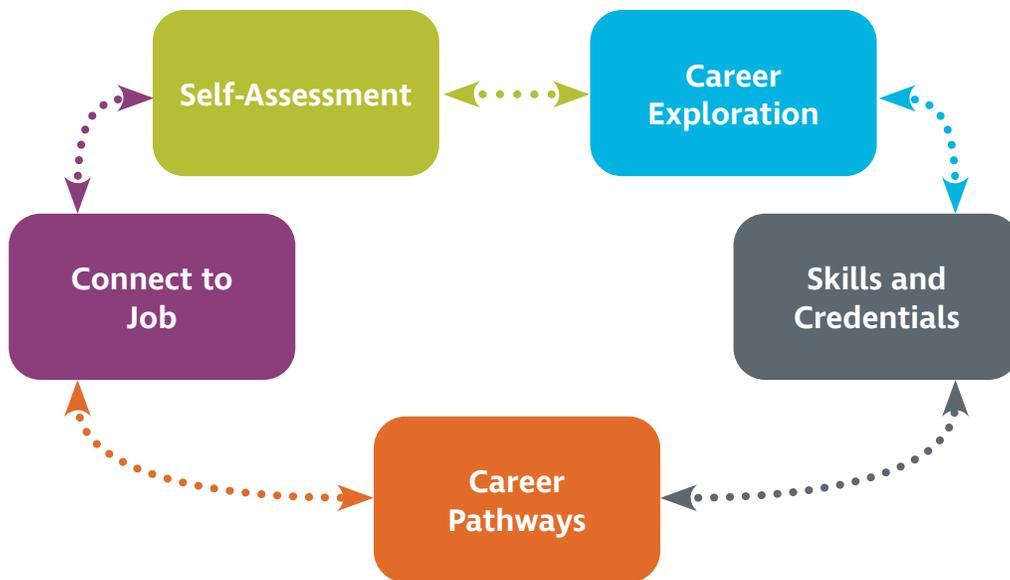 Self-Assessment
Career
Exploration
Connect to
Job
Skills and
Credentials
Career
Pathways